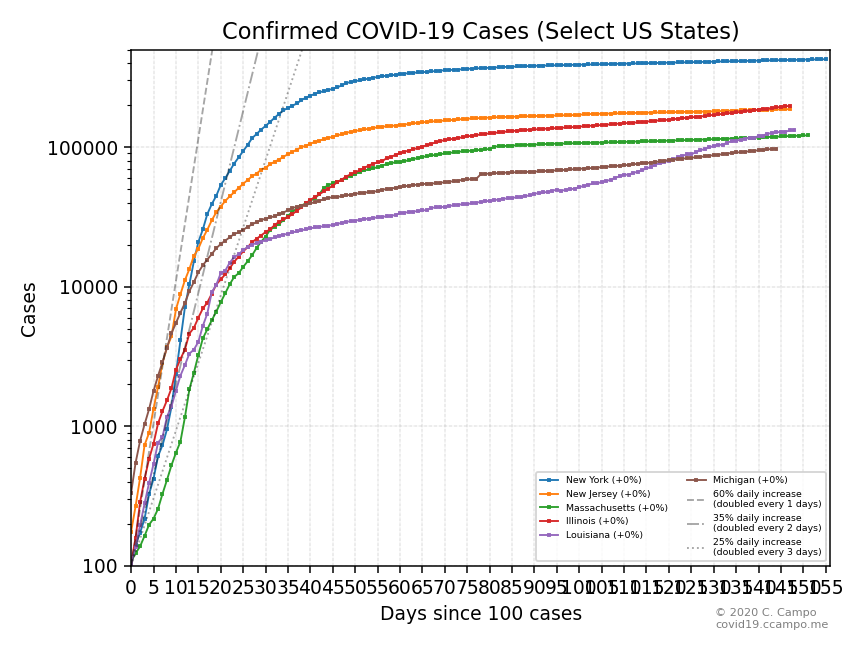 Confirmed COVID-19 Cases (Select US States)
100000
10000
1000
100
Cases
New York (+0%)
New Jersey (+0%)
Massachusetts (+0%)
Illinois (+0%)
Louisiana (+0%)
Michigan (+0%)
60% daily increase
(doubled every 1 days)
35% daily increase
(doubled every 2 days)
25% daily increase
(doubled every 3 days)
0 5 10 15 20 25 30 35 40 45 50 55 60 65 70 75 80 85 90 95 100 105 110 115 120 125 130 135 140 145 150 155
Days since 100 cases
© 2020 C. Campo
covid19.ccampo.me